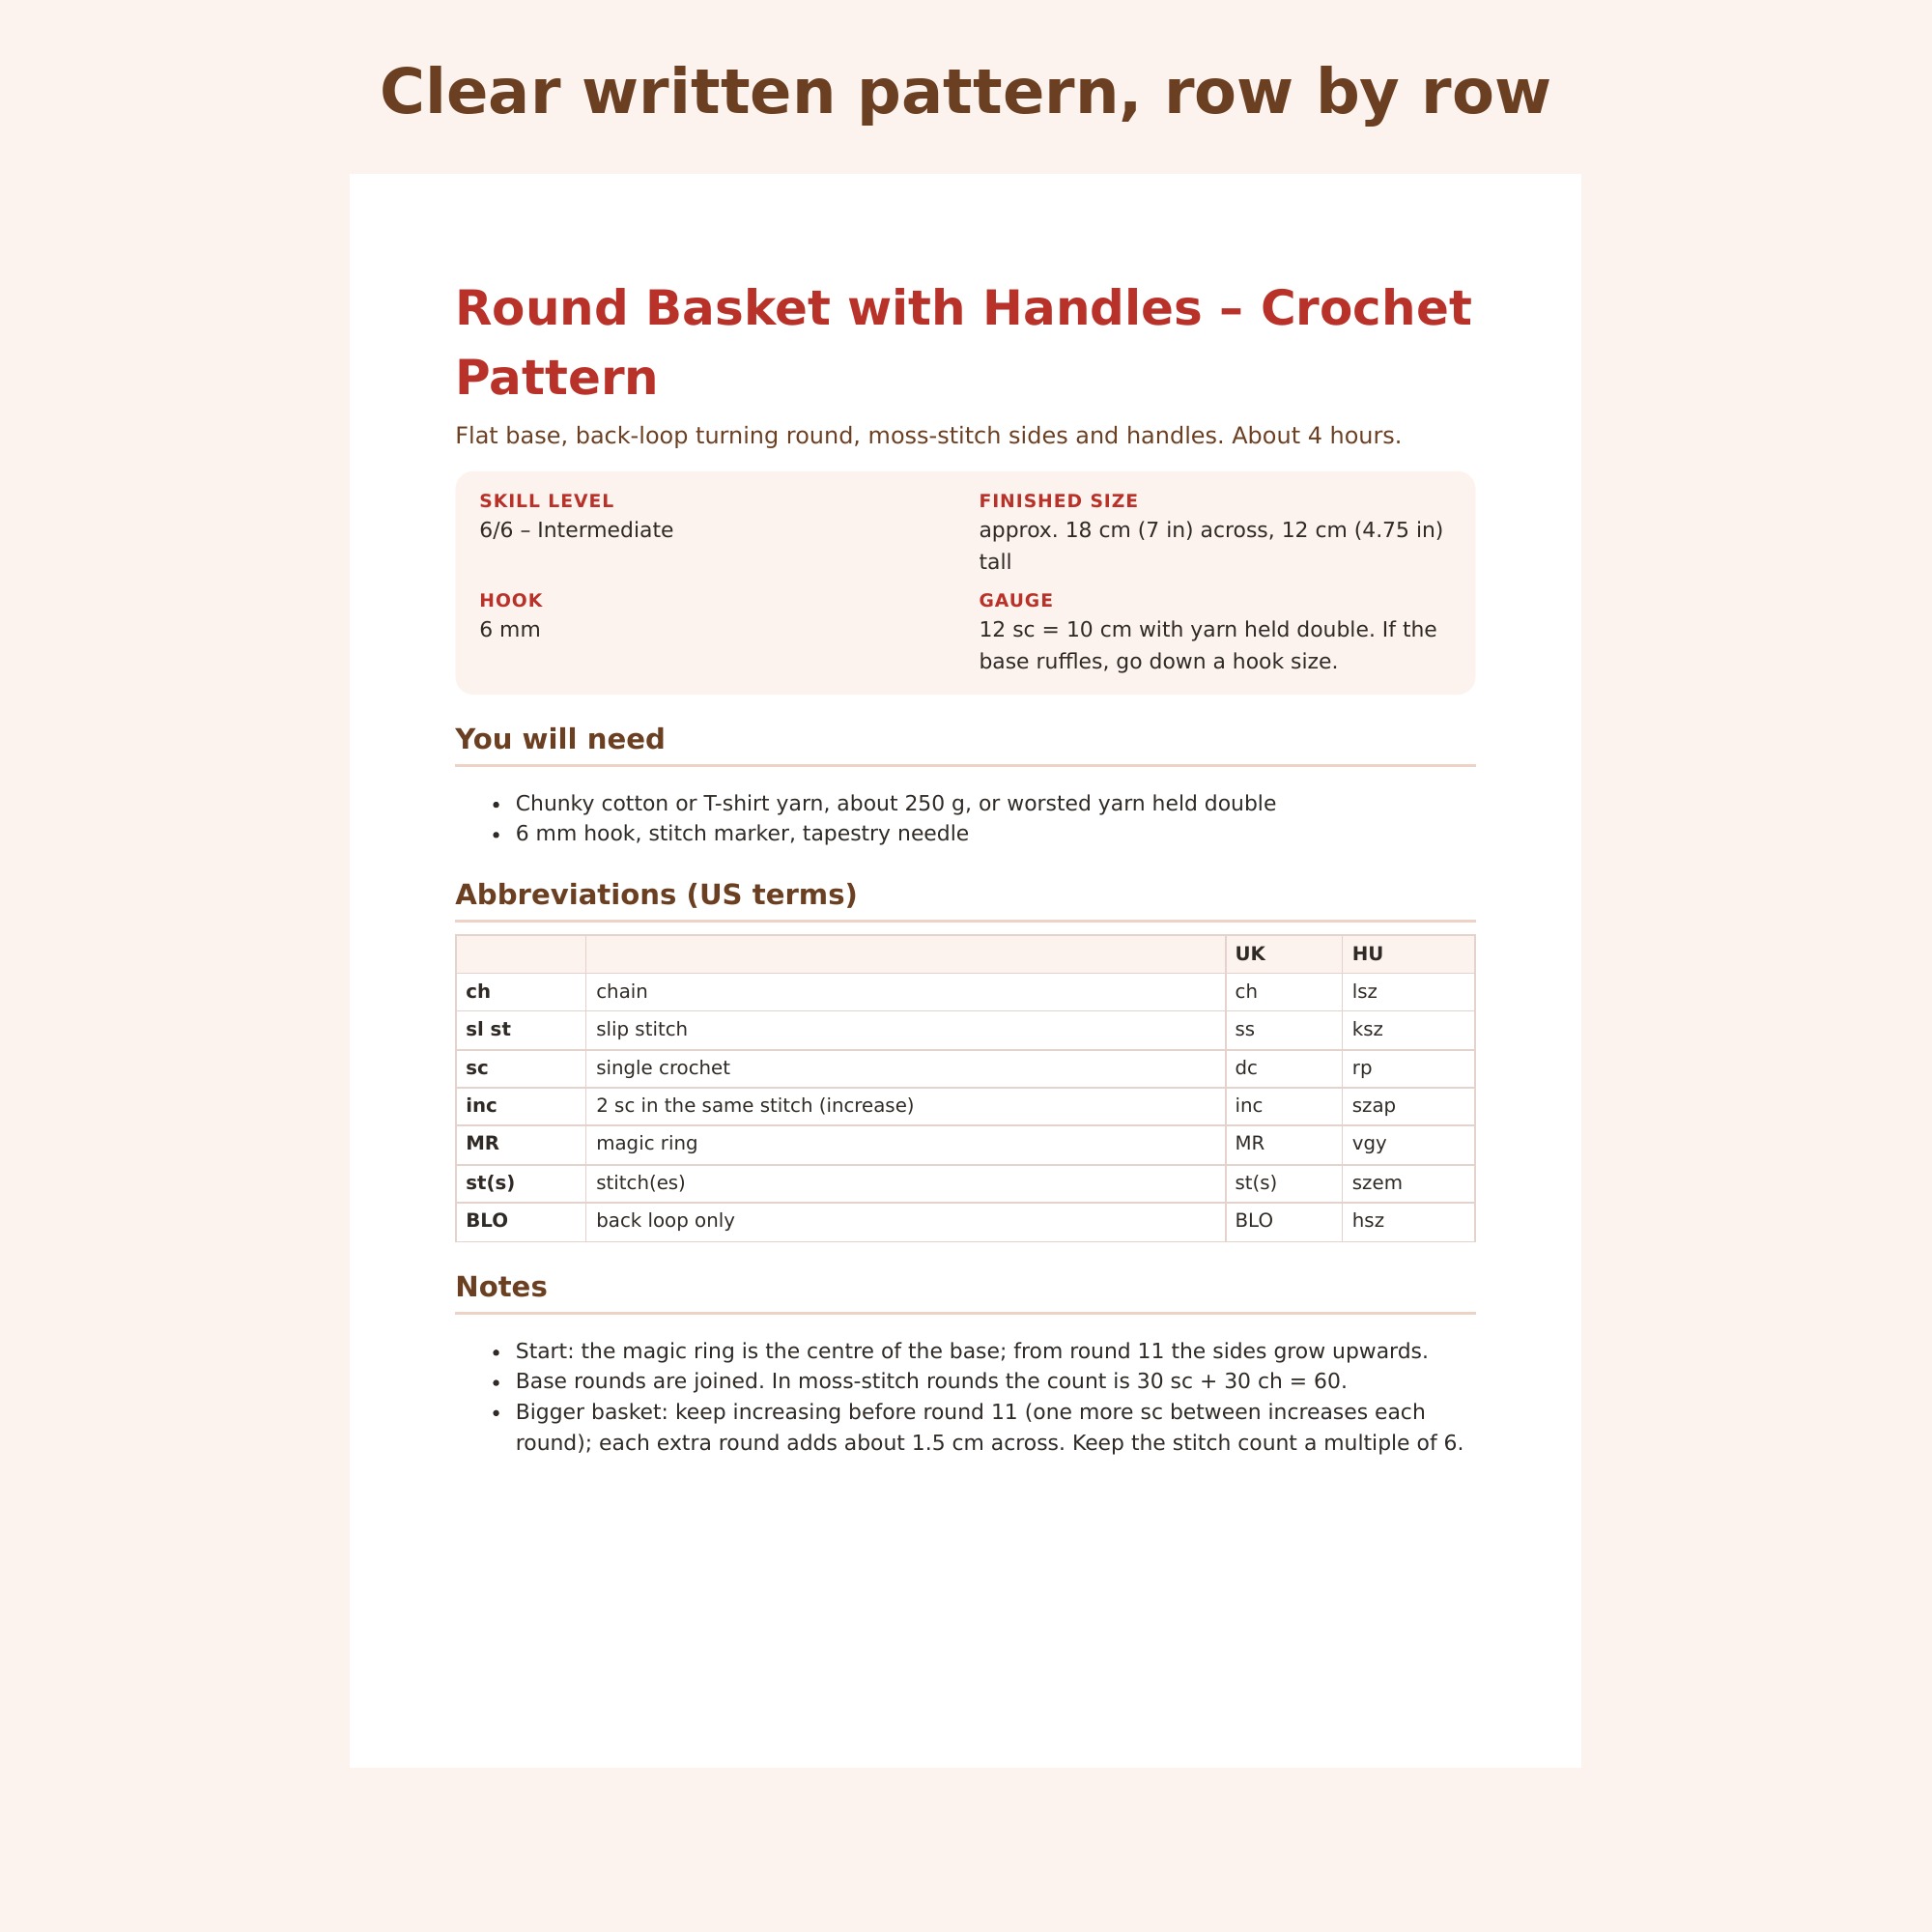 Clear written pattern, row by row
Round Basket with Handles – Crochet
Pattern
Flat base, back-loop turning round, moss-stitch sides and handles. About 4 hours.
SKILL LEVEL
6/6 – Intermediate
FINISHED SIZE
approx. 18 cm (7 in) across, 12 cm (4.75 in)
tall
HOOK
6 mm
GAUGE
12 sc = 10 cm with yarn held double. If the
base ruffles, go down a hook size.
You will need
• Chunky cotton or T-shirt yarn, about 250 g, or worsted yarn held double
• 6 mm hook, stitch marker, tapestry needle
Abbreviations (US terms)
UK HU
ch chain ch lsz
sl st slip stitch ss ksz
sc single crochet dc rp
inc 2 sc in the same stitch (increase) inc szap
MR magic ring MR vgy
st(s) stitch(es) st(s) szem
BLO back loop only BLO hsz
Notes
• Start: the magic ring is the centre of the base; from round 11 the sides grow upwards.
• Base rounds are joined. In moss-stitch rounds the count is 30 sc + 30 ch = 60.
• Bigger basket: keep increasing before round 11 (one more sc between increases each
round); each extra round adds about 1.5 cm across. Keep the stitch count a multiple of 6.